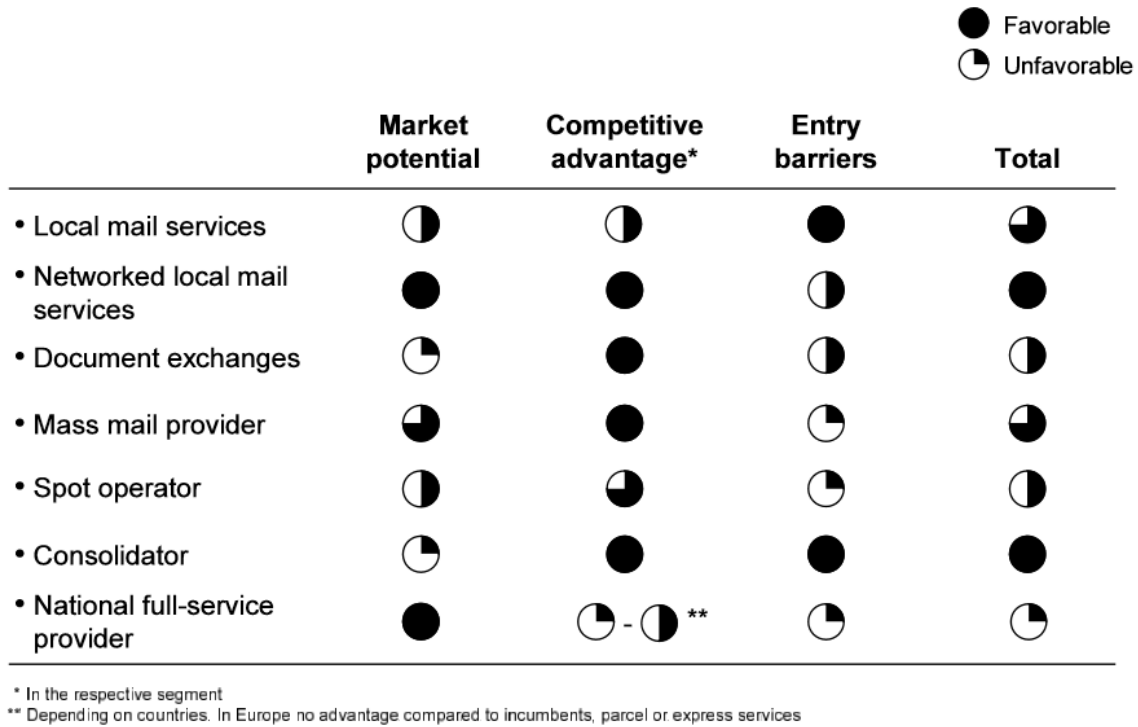 Favorable
Unfavorable
Market potential
Competitive advantage*
Entry barriers
Total
• Local mail services
• Networked local mail
services
• Document exchanges
• Mass mail provider
• Spot operator
• Consolidator
• National full-service
provider
- **
* In the respective segment
** Depending on countries. In Europe no advantage compared to incumbents, parcel or express services